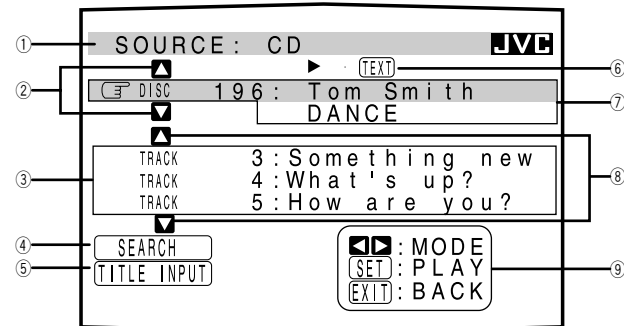 ① SOURCE: CD JVC
▶ TEXT ⑥
②
DISC 196: Tom Smith ⑦
DANCE
TRACK 3:Something new
③ TRACK 4:What's up? ⑧
TRACK 5:How are you?
④ SEARCH ◀▶: MODE
⑤ TITLE INPUT SET: PLAY ⑨
EXIT: BACK